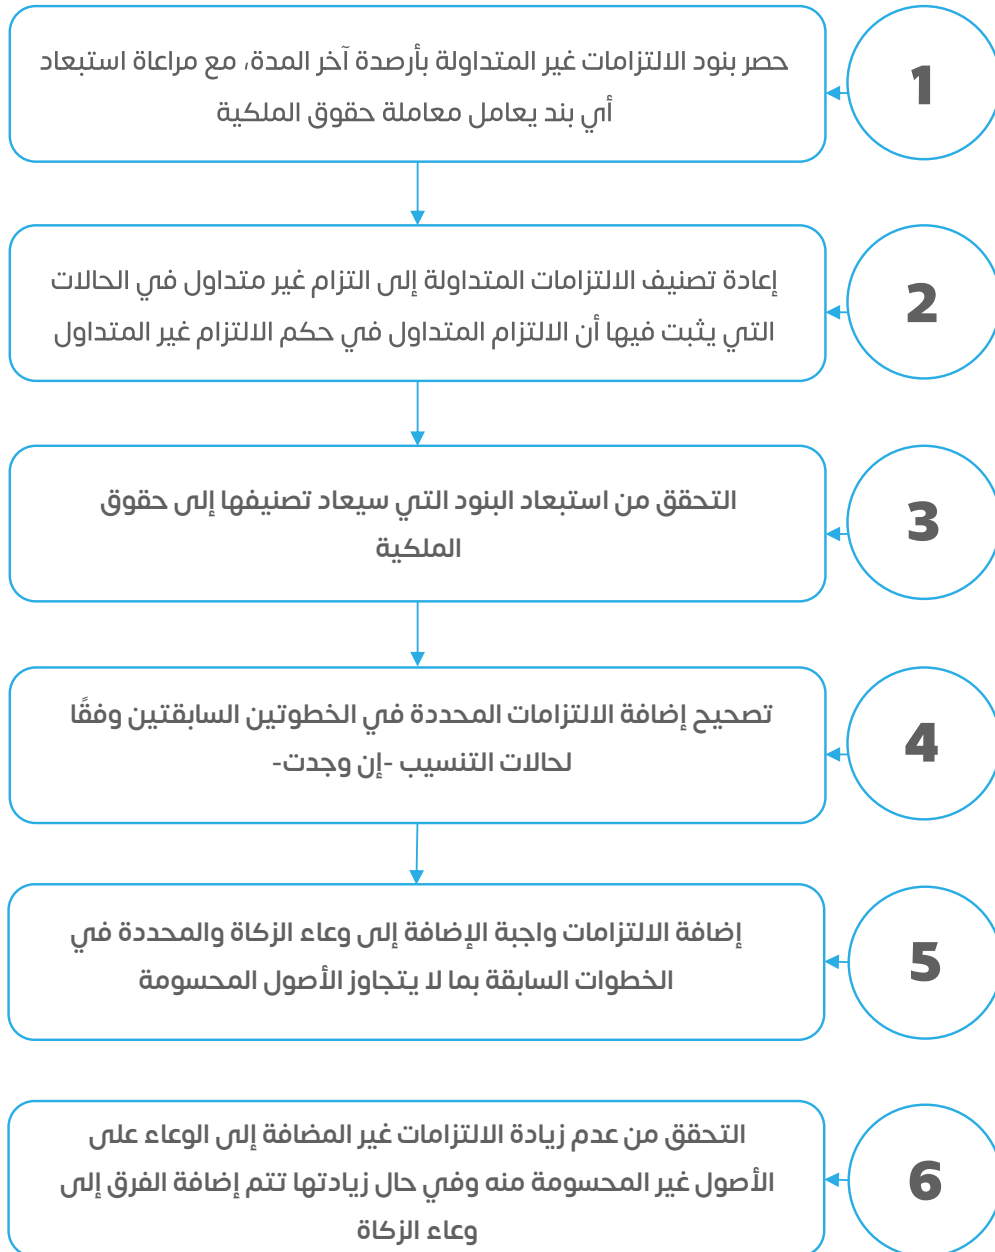 1
حصر بنود الالتزامات غير المتداولة بأرصدة آخر المدة، مع مراعاة استبعاد
أي بند يعامل معاملة حقوق الملكية
2
إعادة تصنيف الالتزامات المتداولة إلى التزام غير متداول في الحالات
التي يثبت فيها أن الالتزام المتداول في حكم الالتزام غير المتداول
3
التحقق من استبعاد البنود التي سيعاد تصنيفها إلى حقوق
الملكية
4
تصحيح إضافة الالتزامات المحددة في الخطوتين السابقتين وفقًا
لحالات التنسيب -إن وجدت-
5
إضافة الالتزامات واجبة الإضافة إلى وعاء الزكاة والمحددة في
الخطوات السابقة بما لا يتجاوز الأصول المحسومة
6
التحقق من عدم زيادة الالتزامات غير المضافة إلى الوعاء على
الأصول غير المحسومة منه وفي حال زيادتها تتم إضافة الفرق إلى
وعاء الزكاة